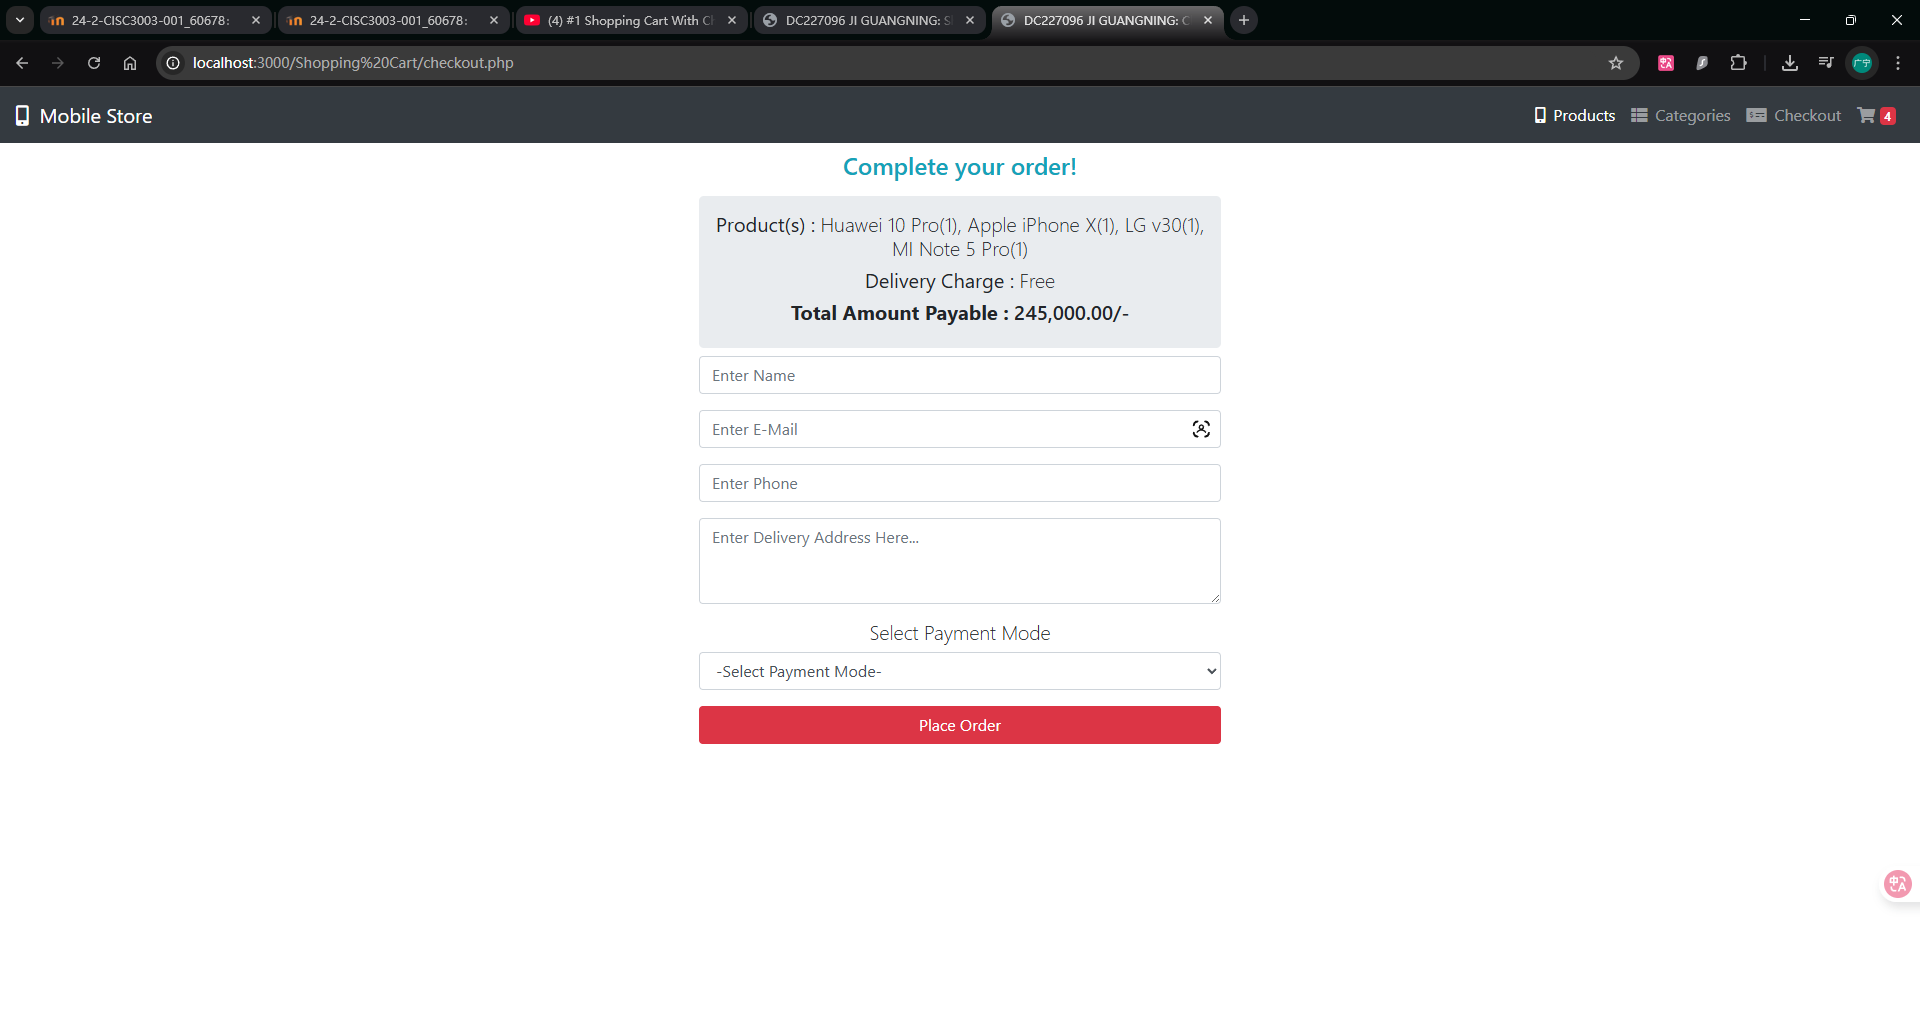 24-2-CISC3003-001_60678:
24-2-CISC3003-001_60678:
(4) #1 Shopping Cart With Ch
DC227096 JI GUANGNING: S
DC227096 JI GUANGNING: C
localhost:3000/Shopping%20Cart/checkout.php
广宁
Mobile Store
Products
Categories
Checkout
4
Complete your order!
Product(s) : Huawei 10 Pro(1), Apple iPhone X(1), LG v30(1),
MI Note 5 Pro(1)
Delivery Charge : Free
Total Amount Payable : 245,000.00/-
Enter Name
Enter E-Mail
Enter Phone
Enter Delivery Address Here...
Select Payment Mode
-Select Payment Mode-
Place Order